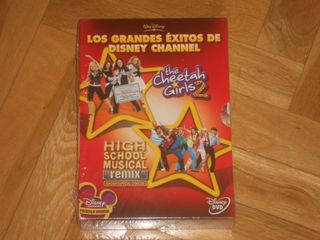 WALT DISNEY
LOS GRANDES ÉXITOS DE
DISNEY CHANNEL
the
Cheetah
Girls 2
HIGH
SCHOOL
MUSICAL
remix
Disney
DVD
Disney